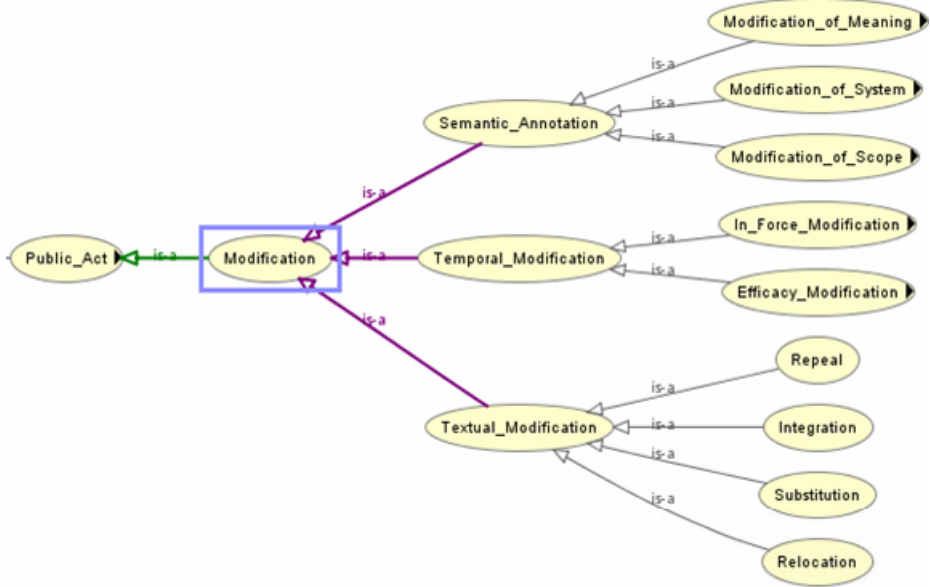 Modification_of_Meaning
is-a
Modification_of_System
is-a
Semantic_Annotation
is-a
Modification_of_Scope
is-a
In_Force_Modification
is-a
Public_Act
is-a
Modification
is-a
Temporal_Modification
is-a
Efficacy_Modification
is-a
Repeal
is-a
Textual_Modification
is-a
Integration
is-a
Substitution
is-a
Relocation